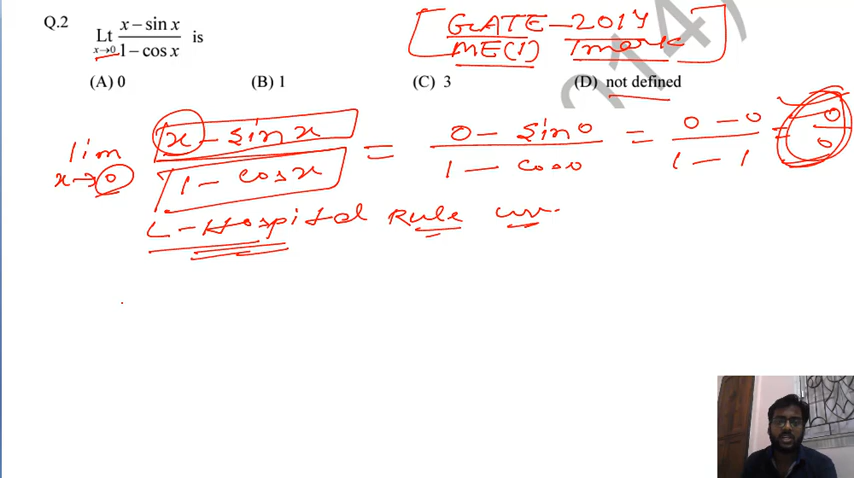 Q.2 Lt x→0 x − sin x / 1 − cos x is
[GATE-2014
ME(1) 1mark]
(A) 0 (B) 1 (C) 3 (D) not defined
lim x→0 x - sin x / 1 - cos x = 0 - sin 0 / 1 - cos 0 = 0 - 0 / 1 - 1 = 0/0
L-Hospital Rule